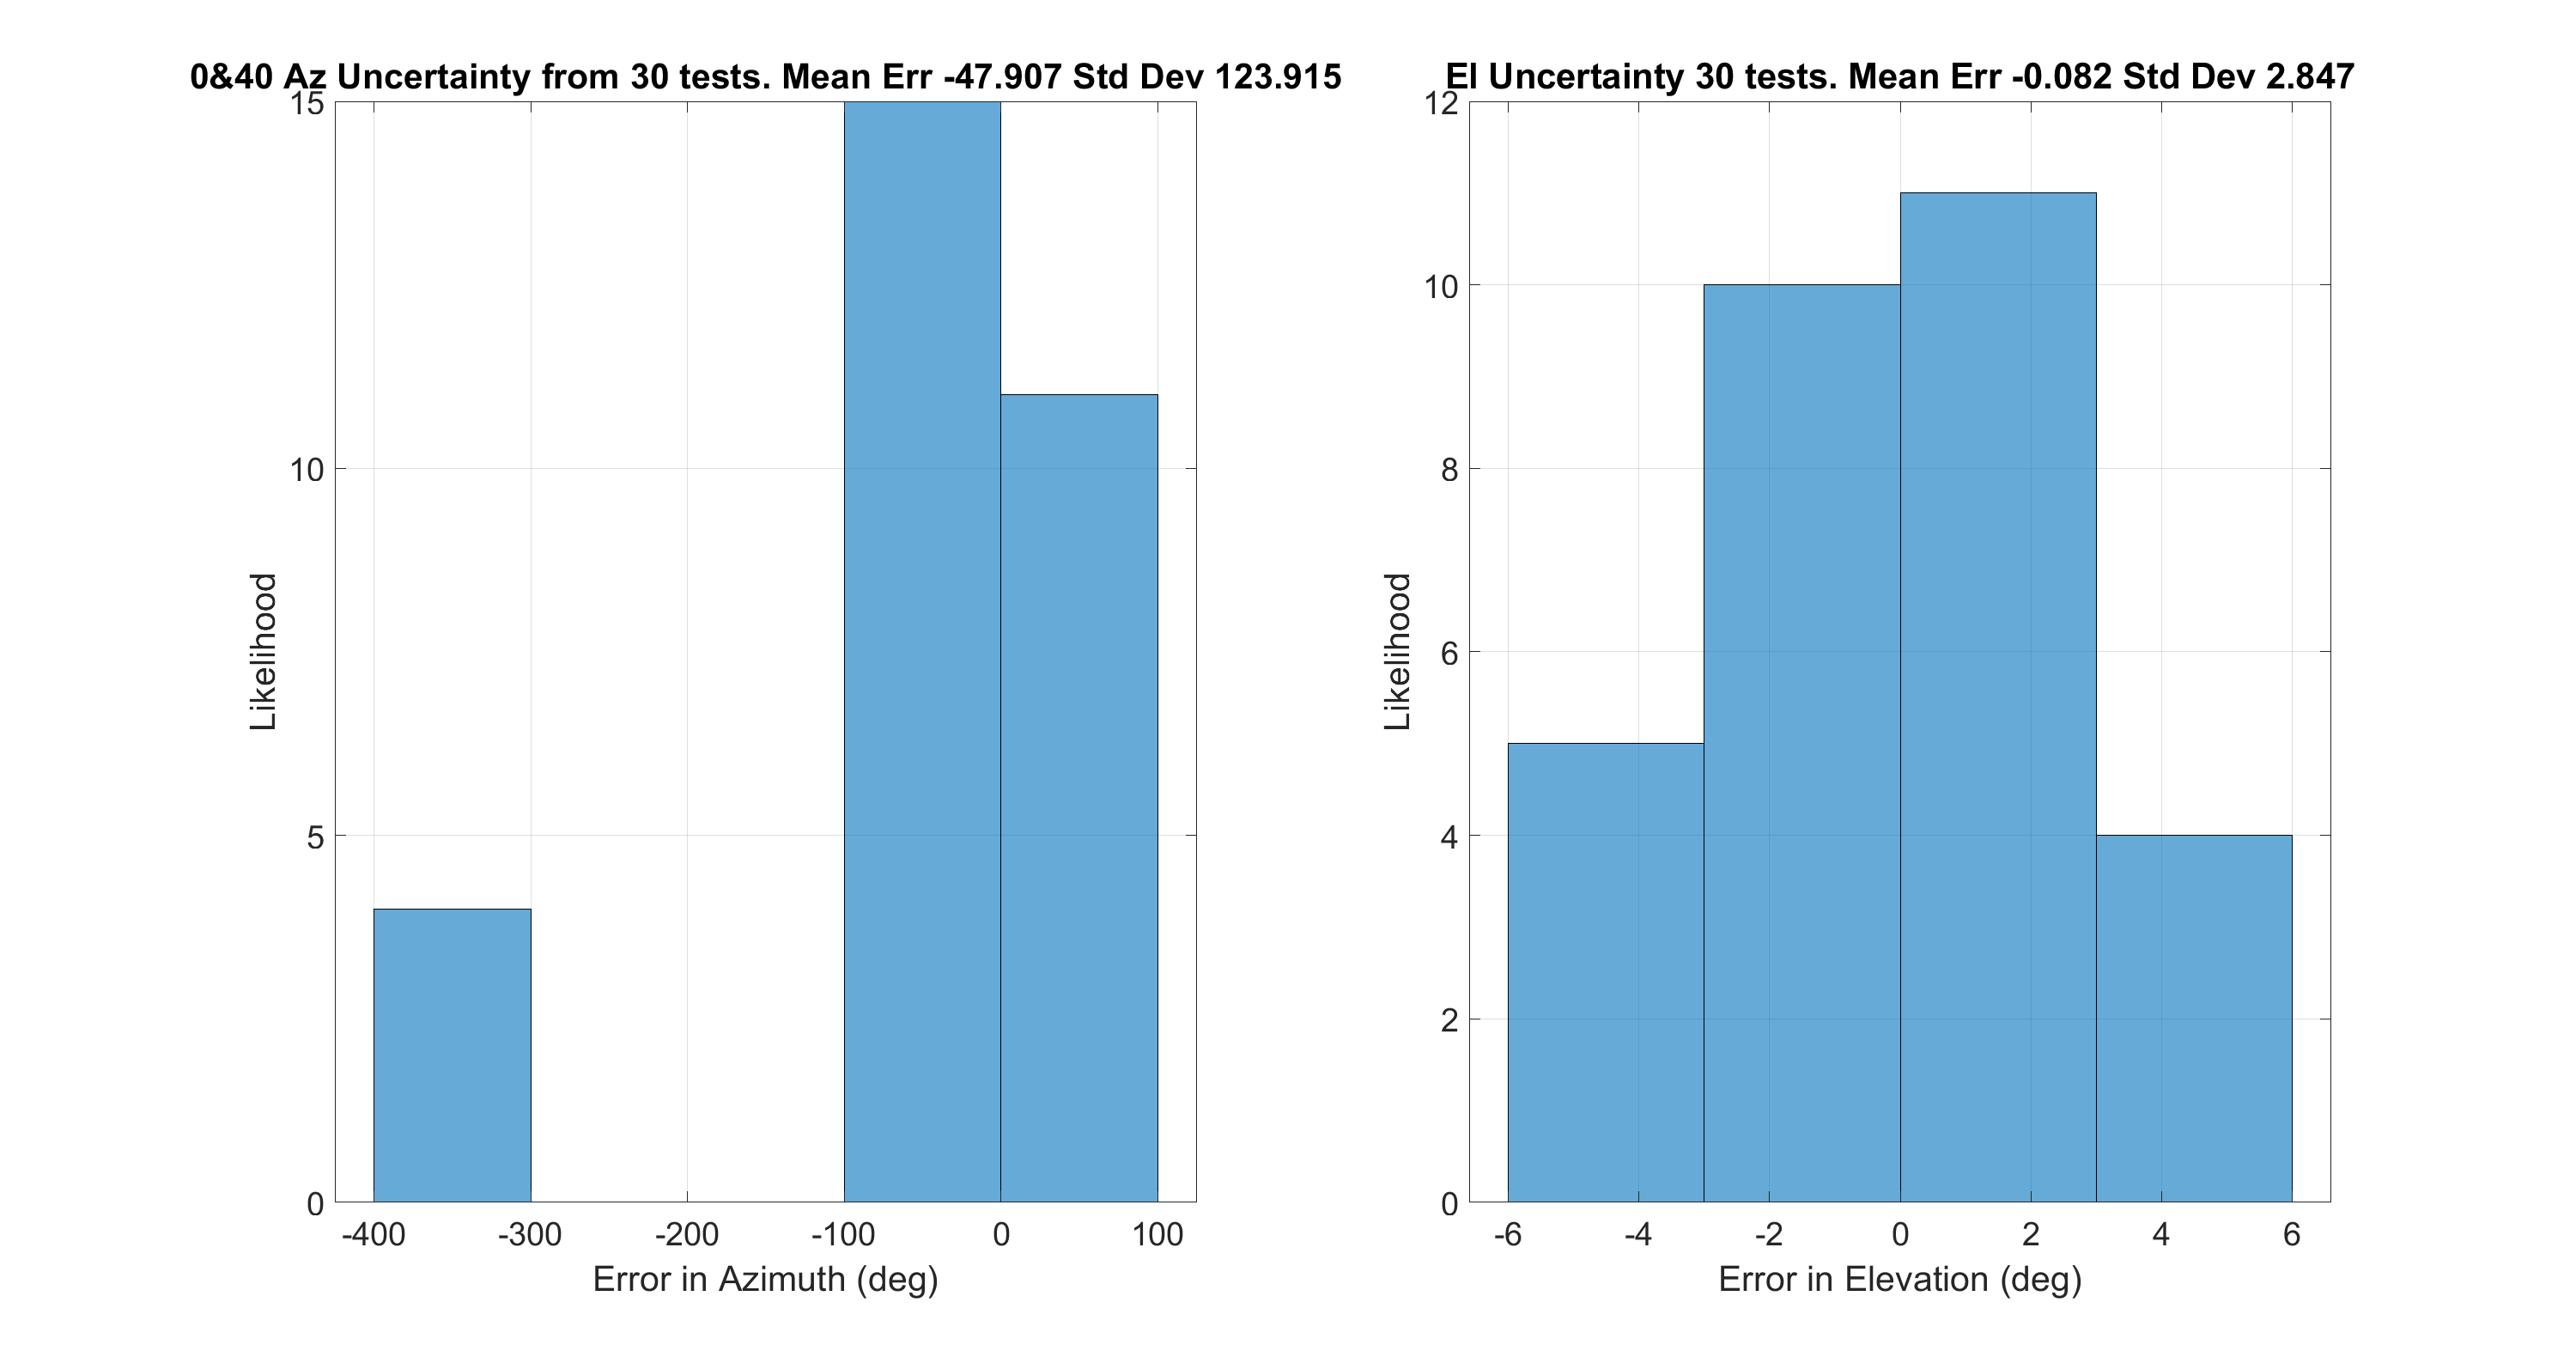 0&40 Az Uncertainty from 30 tests. Mean Err -47.907 Std Dev 123.915
15
10
5
0
Likelihood
-400 -300 -200 -100 0 100
Error in Azimuth (deg)
El Uncertainty 30 tests. Mean Err -0.082 Std Dev 2.847
12
10
8
6
4
2
0
Likelihood
-6 -4 -2 0 2 4 6
Error in Elevation (deg)